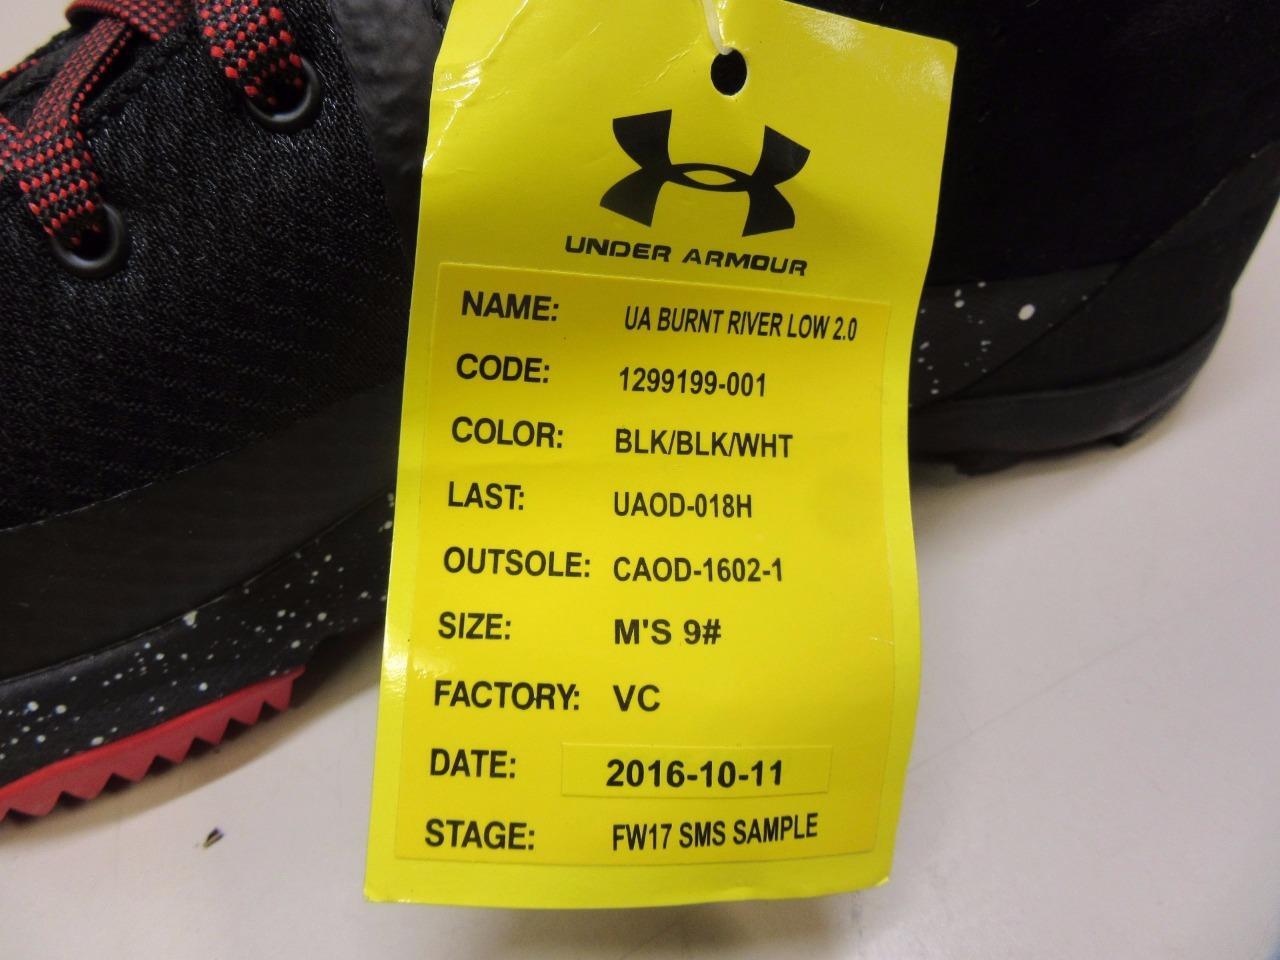 UNDER ARMOUR
NAME: UA BURNT RIVER LOW 2.0
CODE: 1299199-001
COLOR: BLK/BLK/WHT
LAST: UAOD-018H
OUTSOLE: CAOD-1602-1
SIZE: M'S 9#
FACTORY: VC
DATE: 2016-10-11
STAGE: FW17 SMS SAMPLE